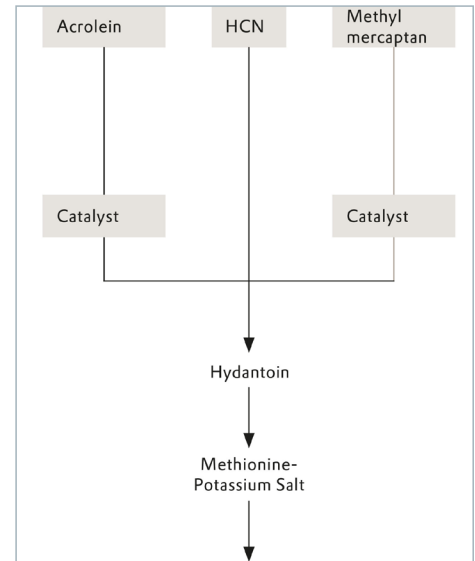 Acrolein
HCN
Methyl
mercaptan
Catalyst
Catalyst
Hydantoin
Methionine-
Potassium Salt